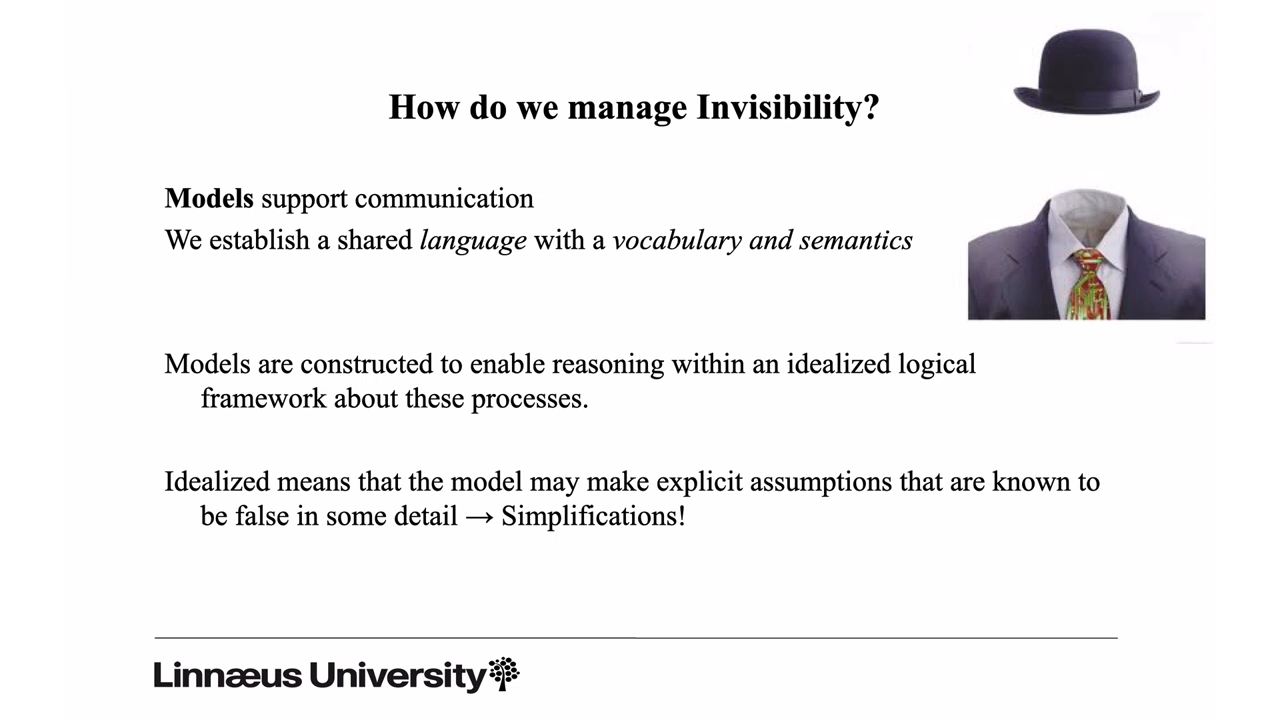 How do we manage Invisibility?
Models support communication
We establish a shared language with a vocabulary and semantics
Models are constructed to enable reasoning within an idealized logical
framework about these processes.
Idealized means that the model may make explicit assumptions that are known to
be false in some detail → Simplifications!
Linnæus University